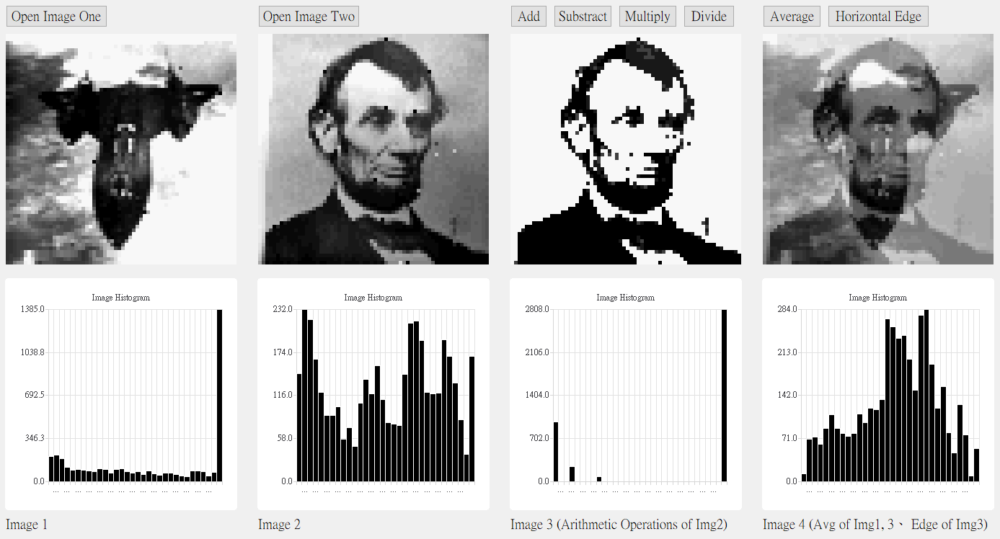 Open Image One
Open Image Two
Add Substract Multiply Divide
Average Horizontal Edge
Image Histogram
1385.0
1038.8
692.5
346.3
0.0
... ... ... ... ... ... ... ... ... ... ... ... ... ... ...
Image 1
Image Histogram
232.0
174.0
116.0
58.0
0.0
... ... ... ... ... ... ... ... ... ... ... ... ... ... ...
Image 2
Image Histogram
2808.0
2106.0
1404.0
702.0
0.0
... ... ... ... ... ... ... ... ... ... ... ... ... ... ...
Image 3 (Arithmetic Operations of Img2)
Image Histogram
284.0
213.0
142.0
71.0
0.0
... ... ... ... ... ... ... ... ... ... ... ... ... ... ...
Image 4 (Avg of Img1, 3、 Edge of Img3)